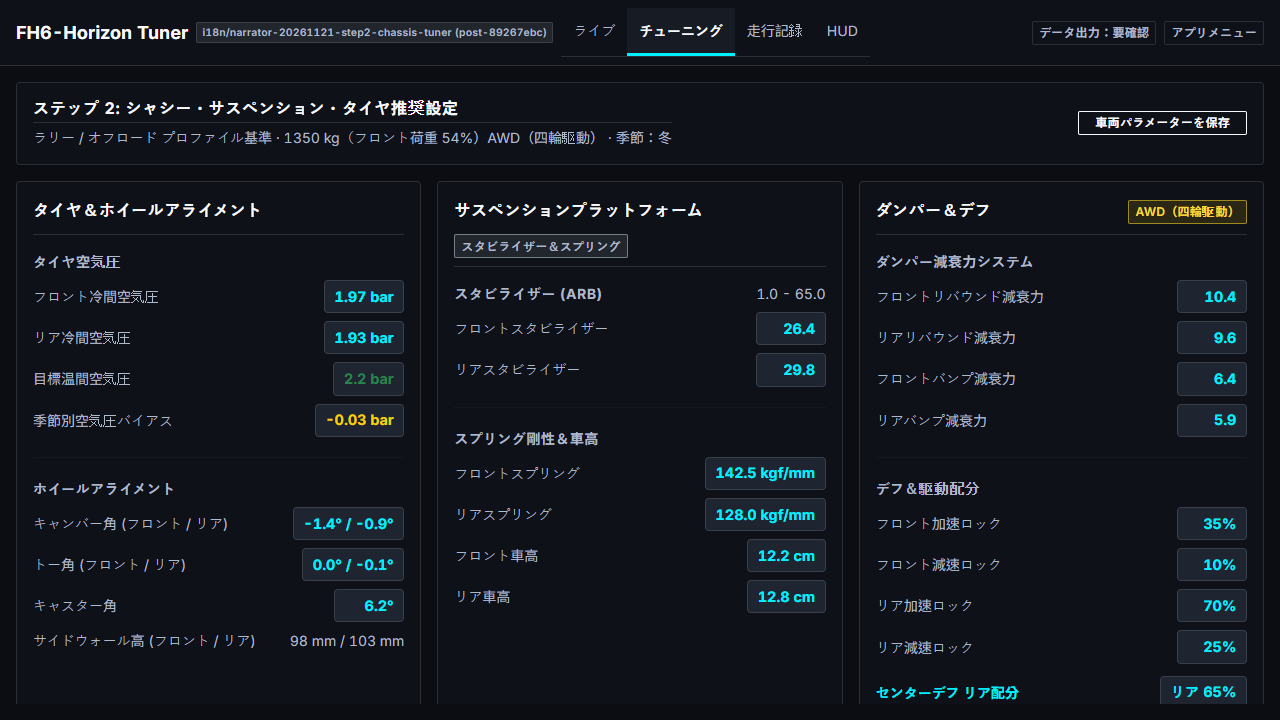 FH6-Horizon Tuner
i18n/narrator-20261121-step2-chassis-tuner (post-89267ebc)
ライブ
チューニング
走行記録
HUD
データ出力：要確認
アプリメニュー
ステップ 2: シャシー・サスペンション・タイヤ推奨設定
ラリー / オフロード プロファイル基準 · 1350 kg（フロント荷重 54%）AWD（四輪駆動） · 季節：冬
車両パラメーターを保存
タイヤ＆ホイールアライメント
タイヤ空気圧
フロント冷間空気圧 1.97 bar
リア冷間空気圧 1.93 bar
目標温間空気圧 2.2 bar
季節別空気圧バイアス -0.03 bar
ホイールアライメント
キャンバー角 (フロント / リア) -1.4° / -0.9°
トー角 (フロント / リア) 0.0° / -0.1°
キャスター角 6.2°
サイドウォール高 (フロント / リア) 98 mm / 103 mm
サスペンションプラットフォーム
スタビライザー＆スプリング
スタビライザー (ARB) 1.0 - 65.0
フロントスタビライザー 26.4
リアスタビライザー 29.8
スプリング剛性＆車高
フロントスプリング 142.5 kgf/mm
リアスプリング 128.0 kgf/mm
フロント車高 12.2 cm
リア車高 12.8 cm
ダンパー＆デフ
AWD（四輪駆動）
ダンパー減衰力システム
フロントリバウンド減衰力 10.4
リアリバウンド減衰力 9.6
フロントバンプ減衰力 6.4
リアバンプ減衰力 5.9
デフ＆駆動配分
フロント加速ロック 35%
フロント減速ロック 10%
リア加速ロック 70%
リア減速ロック 25%
センターデフ リア配分 リア 65%